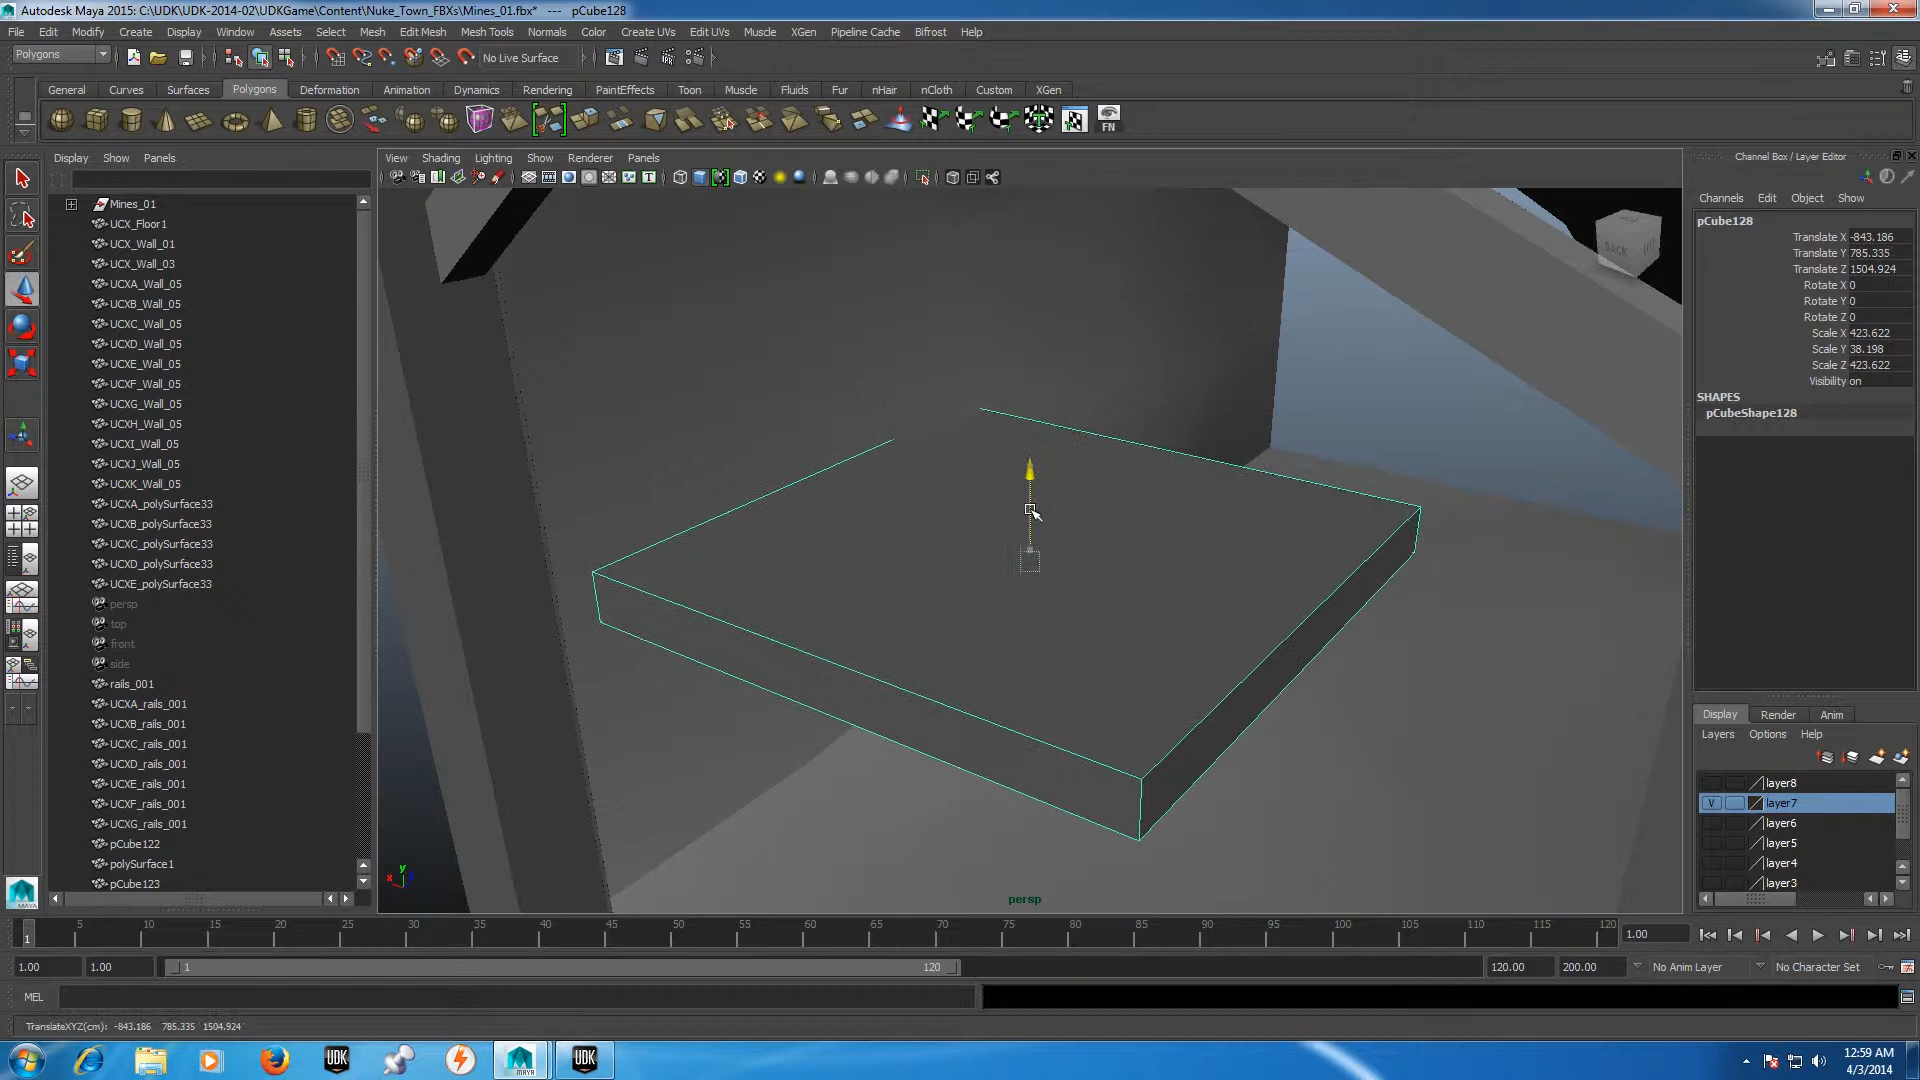 Autodesk Maya 2015: C:\UDK\UDK-2014-02\UDKGame\Content\Nuke_Town_FBXs\Mines_01.fbx* --- pCube128
File Edit Modify Create Display Window Assets Select Mesh Edit Mesh Mesh Tools Normals Color Create UVs Edit UVs Muscle XGen Pipeline Cache Bifrost Help
Polygons No Live Surface
General Curves Surfaces Polygons Deformation Animation Dynamics Rendering PaintEffects Toon Muscle Fluids Fur nHair nCloth Custom XGen
FN
Display Show Panels
View Shading Lighting Show Renderer Panels
Channel Box / Layer Editor
Channels Edit Object Show
Mines_01
UCX_Floor1
UCX_Wall_01
UCX_Wall_03
UCXA_Wall_05
UCXB_Wall_05
UCXC_Wall_05
UCXD_Wall_05
UCXE_Wall_05
UCXF_Wall_05
UCXG_Wall_05
UCXH_Wall_05
UCXI_Wall_05
UCXJ_Wall_05
UCXK_Wall_05
UCXA_polySurface33
UCXB_polySurface33
UCXC_polySurface33
UCXD_polySurface33
UCXE_polySurface33
persp
top
front
side
rails_001
UCXA_rails_001
UCXB_rails_001
UCXC_rails_001
UCXD_rails_001
UCXE_rails_001
UCXF_rails_001
UCXG_rails_001
pCube122
polySurface1
pCube123
BACK
y
x
persp
pCube128
Translate X -843.186
Translate Y 785.335
Translate Z 1504.924
Rotate X 0
Rotate Y 0
Rotate Z 0
Scale X 423.622
Scale Y 38.198
Scale Z 423.622
Visibility on
SHAPES
pCubeShape128
Display Render Anim
Layers Options Help
layer8
V layer7
layer6
layer5
layer4
layer3
1 5 10 15 20 25 30 35 40 45 50 55 60 65 70 75 80 85 90 95 100 105 110 115 120
1.00
1.00 1.00 1 120 120.00 200.00 No Anim Layer No Character Set
MEL
TranslateXYZ(cm): -843.186 785.335 1504.924
UDK MAYA UDK
12:59 AM
4/3/2014